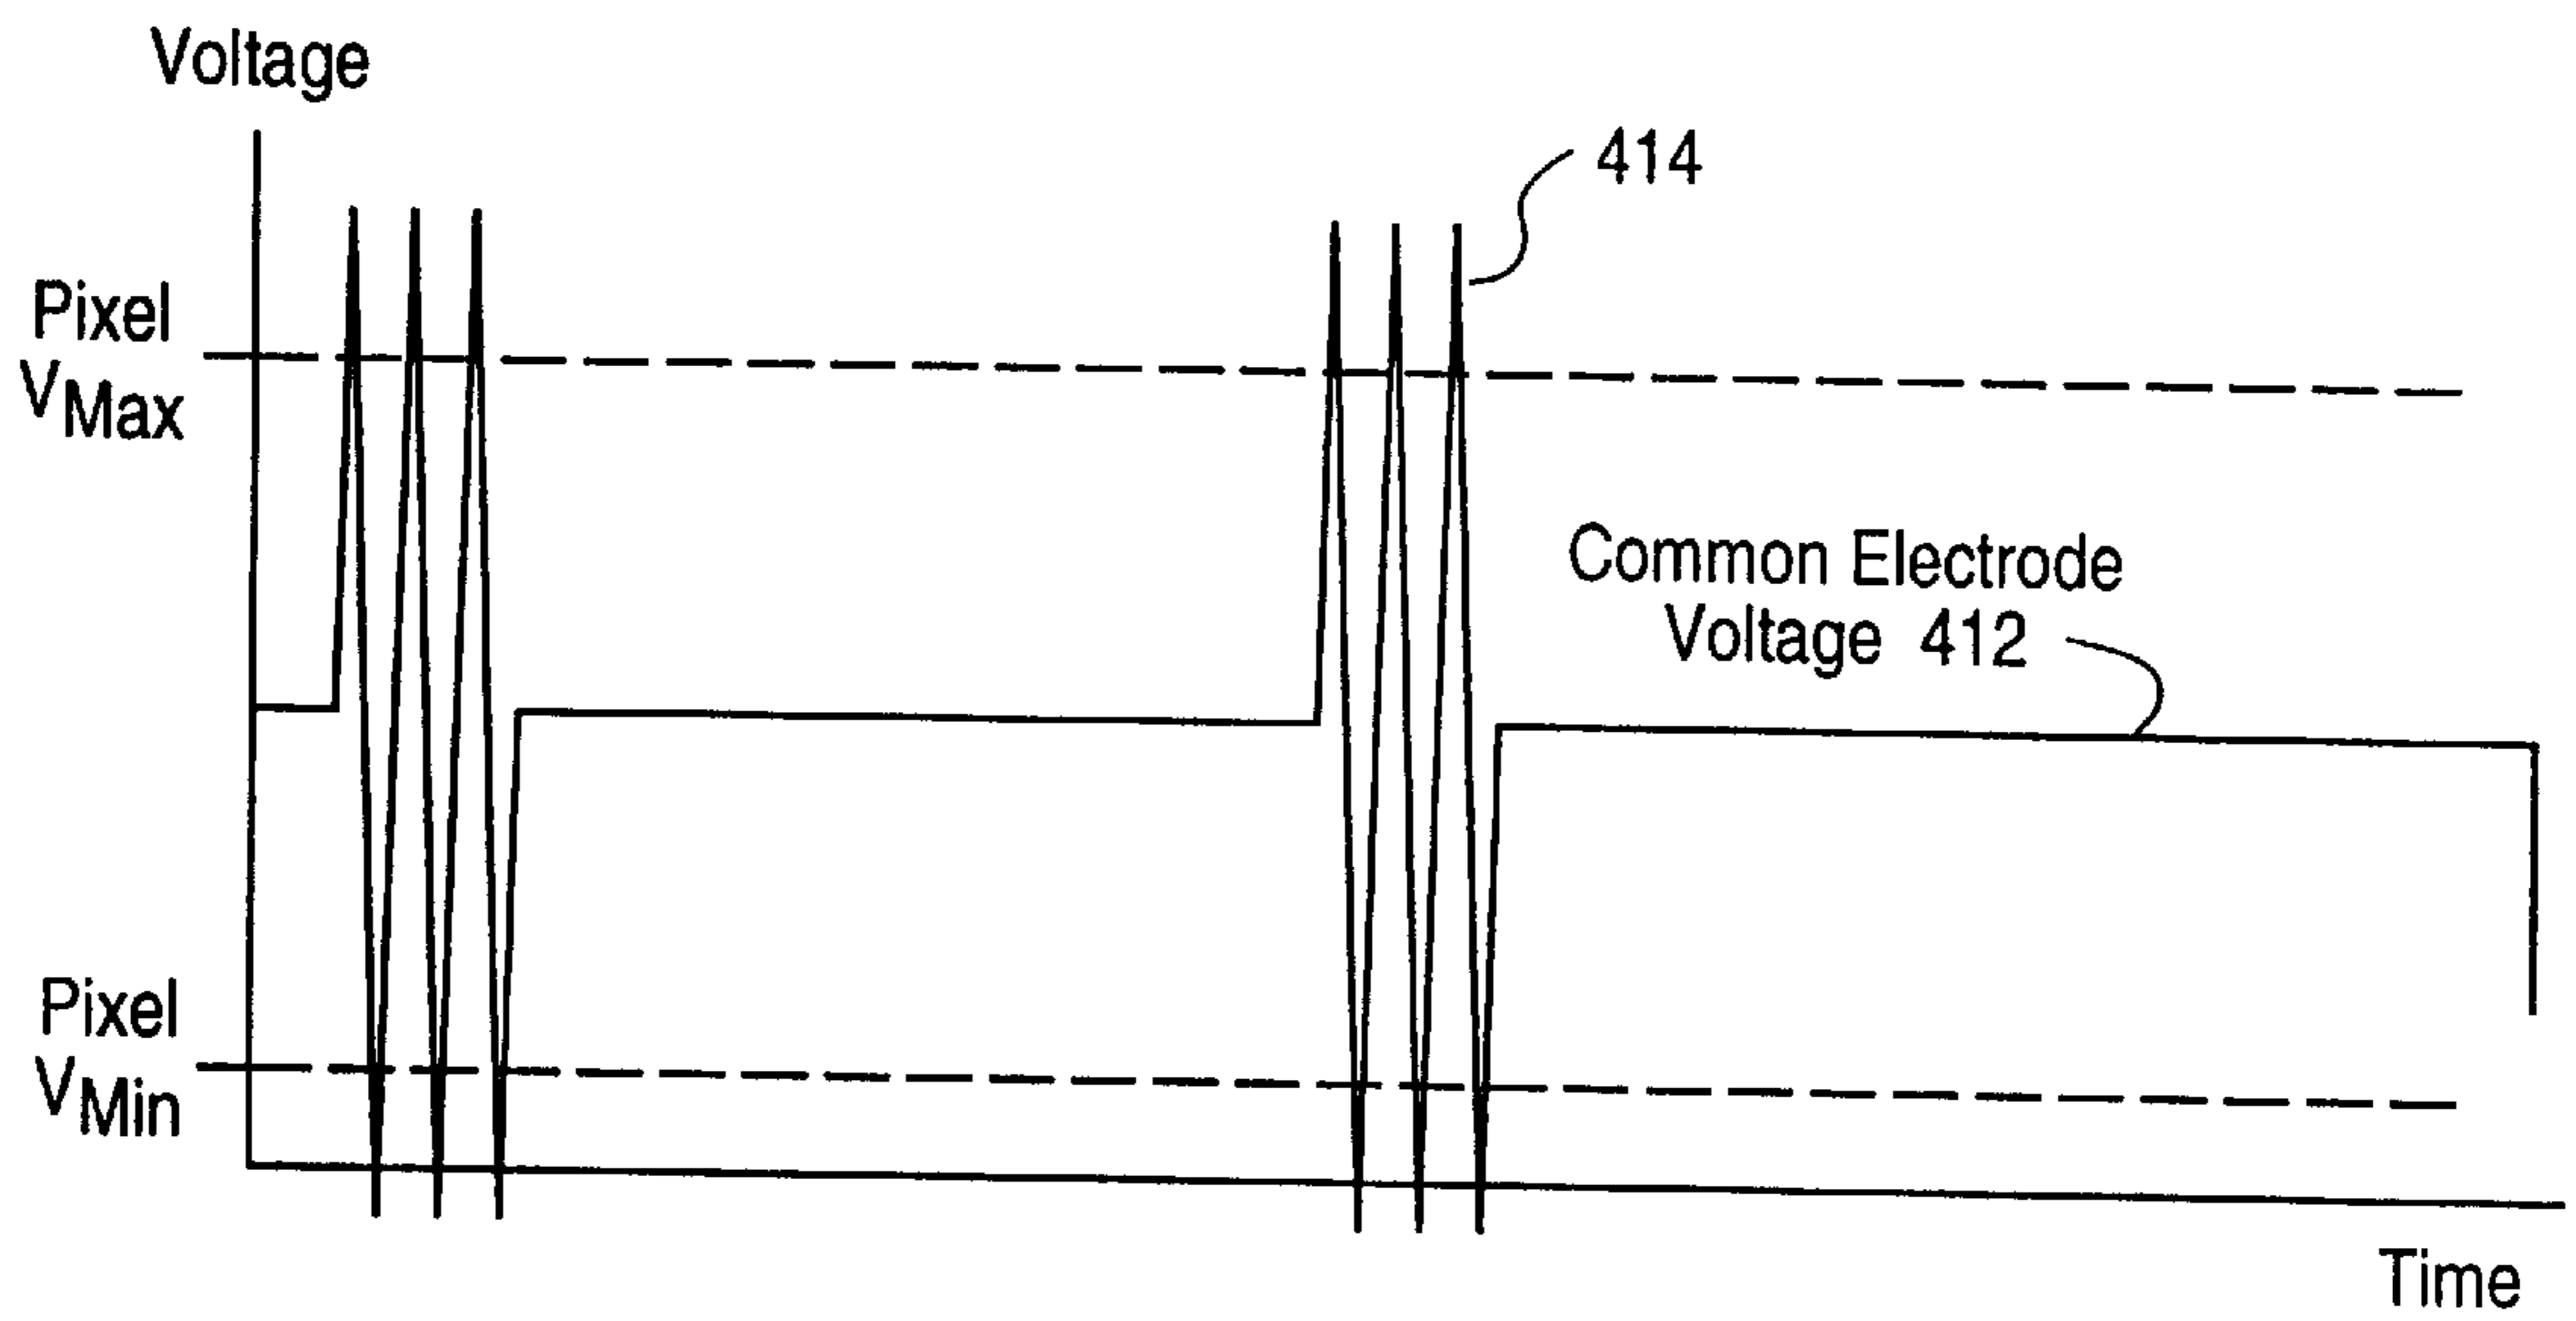 Voltage
414
Pixel
VMax
Common Electrode
Voltage 412
Pixel
VMin
Time